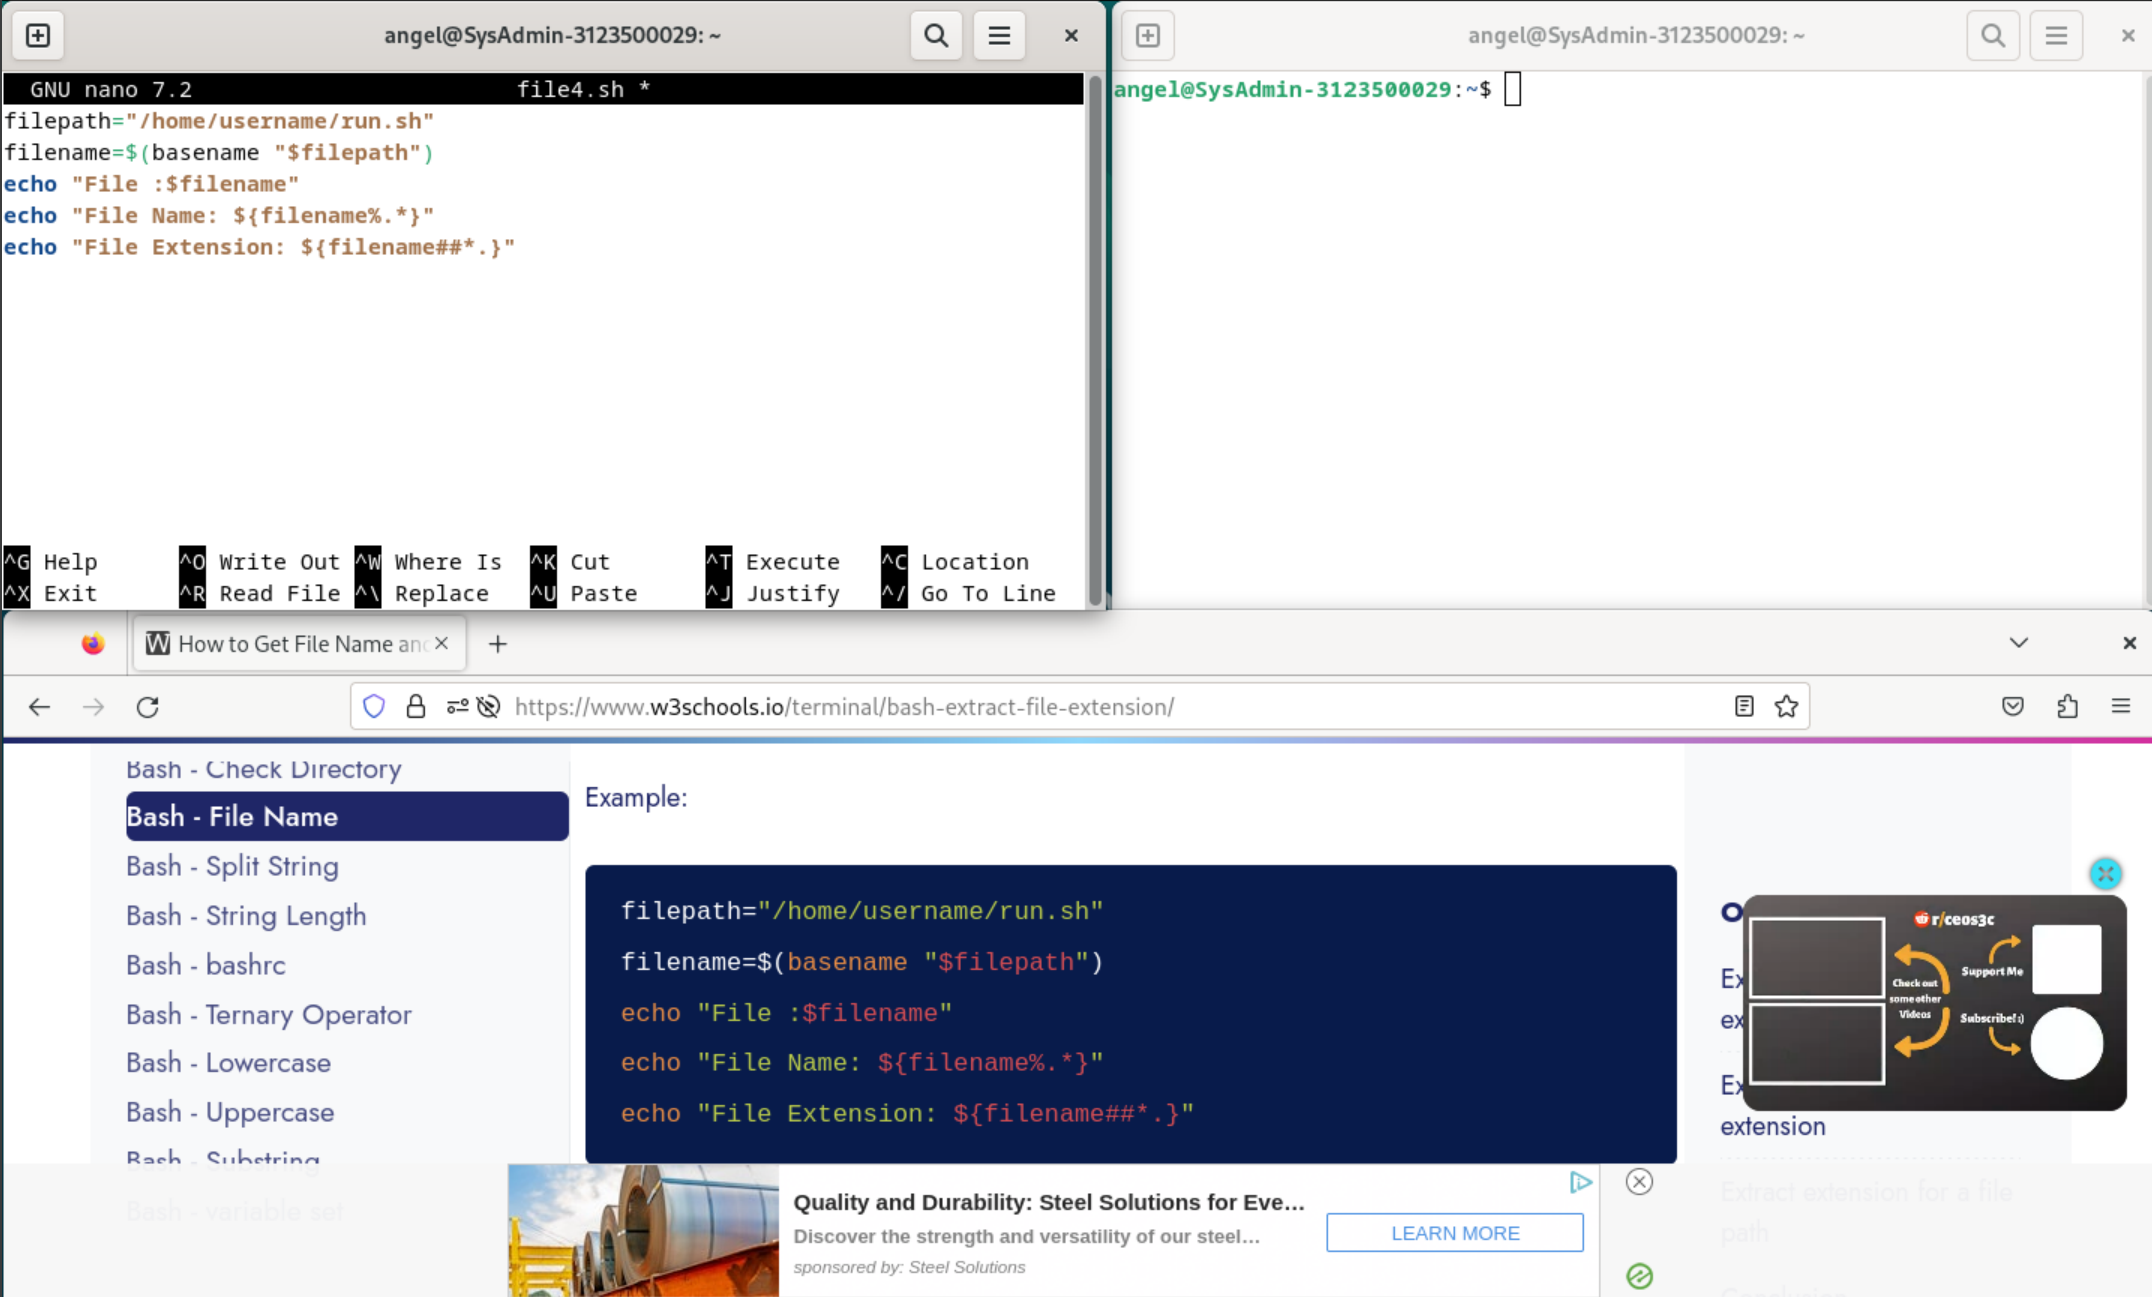 angel@SysAdmin-3123500029: ~
GNU nano 7.2 file4.sh *
filepath="/home/username/run.sh"
filename=$(basename "$filepath")
echo "File :$filename"
echo "File Name: ${filename%.*}"
echo "File Extension: ${filename##*.}"
^G Help ^O Write Out ^W Where Is ^K Cut ^T Execute ^C Location
^X Exit ^R Read File ^\ Replace ^U Paste ^J Justify ^/ Go To Line
angel@SysAdmin-3123500029: ~
angel@SysAdmin-3123500029:~$
How to Get File Name an
https://www.w3schools.io/terminal/bash-extract-file-extension/
Bash - Check Directory
Bash - File Name
Bash - Split String
Bash - String Length
Bash - bashrc
Bash - Ternary Operator
Bash - Lowercase
Bash - Uppercase
Bash - Substring
Bash - variable set
Example:
filepath="/home/username/run.sh"
filename=$(basename "$filepath")
echo "File :$filename"
echo "File Name: ${filename%.*}"
echo "File Extension: ${filename##*.}"
r/ceos3c
Support Me
Check out
some other
Videos
Subscribe! :)
Ex
ex
Ex
extension
Extract extension for a file
path
Quality and Durability: Steel Solutions for Eve...
Discover the strength and versatility of our steel...
sponsored by: Steel Solutions
LEARN MORE